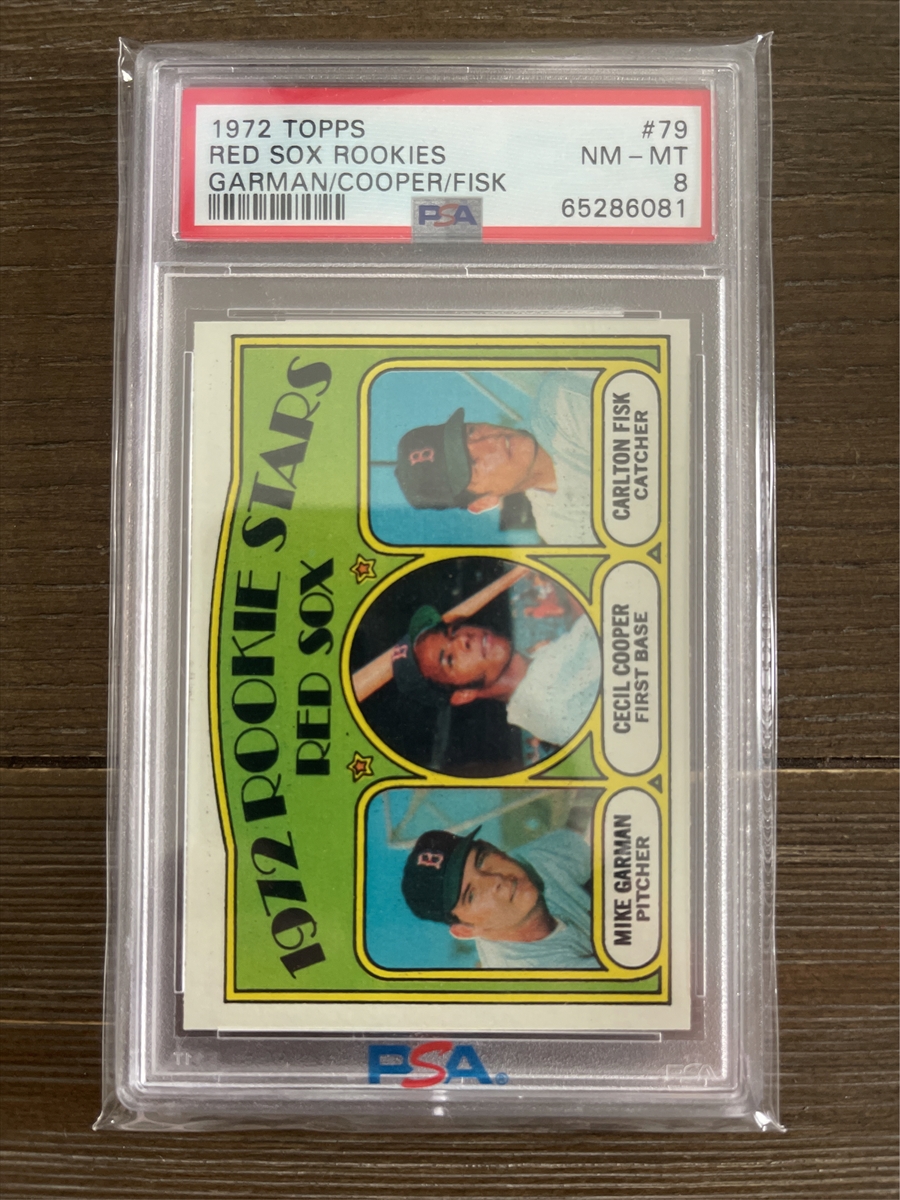 1972 TOPPS #79
RED SOX ROOKIES NM - MT
GARMAN/COOPER/FISK 8
65286081
PSA
1972 ROOKIE STARS
RED SOX
MIKE GARMAN
PITCHER
CECIL COOPER
FIRST BASE
CARLTON FISK
CATCHER
B
B
B
PSA